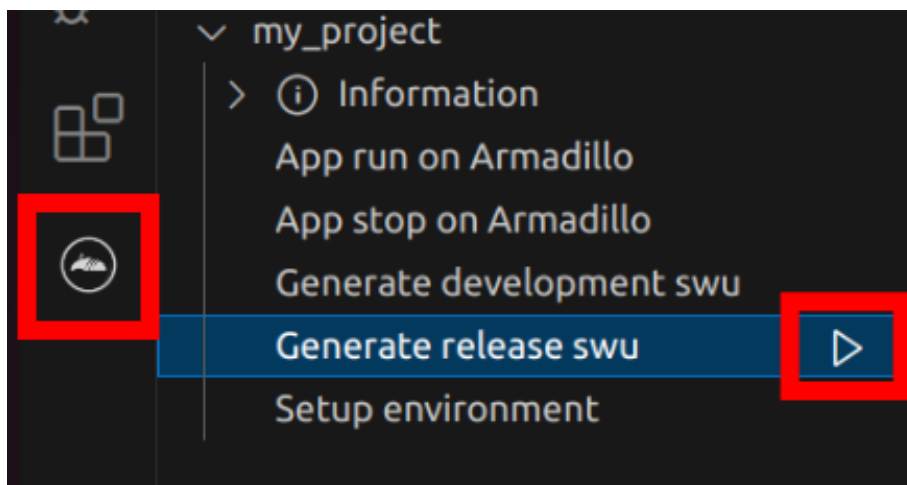 my_project
Information
App run on Armadillo
App stop on Armadillo
Generate development swu
Generate release swu
Setup environment